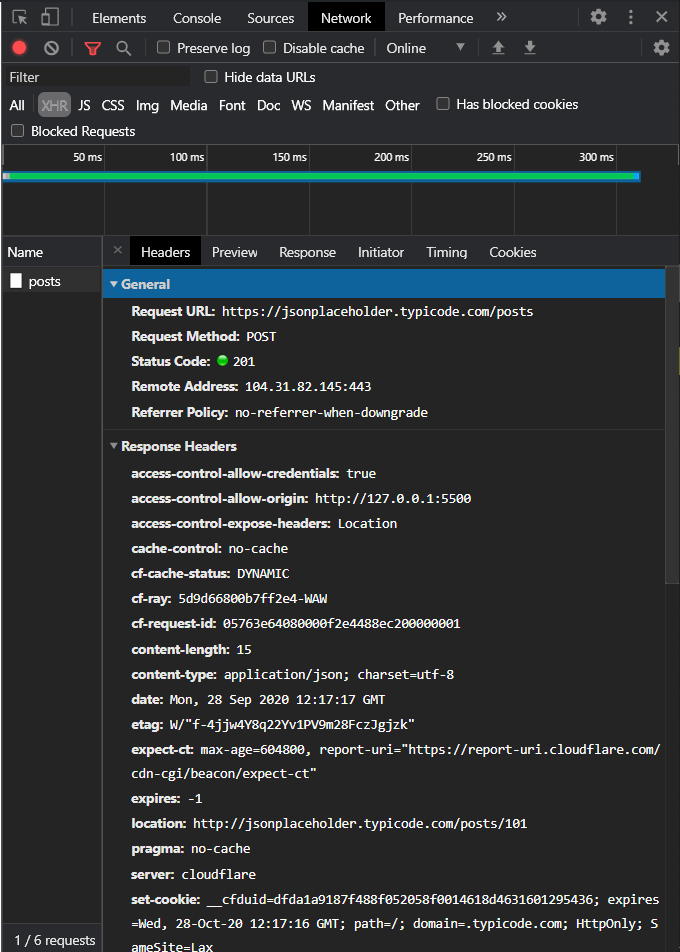 Elements Console Sources Network Performance »
Preserve log Disable cache Online
Filter Hide data URLs
All XHR JS CSS Img Media Font Doc WS Manifest Other Has blocked cookies
Blocked Requests
50 ms 100 ms 150 ms 200 ms 250 ms 300 ms
Name × Headers Preview Response Initiator Timing Cookies
posts
General
Request URL: https://jsonplaceholder.typicode.com/posts
Request Method: POST
Status Code: 201
Remote Address: 104.31.82.145:443
Referrer Policy: no-referrer-when-downgrade
Response Headers
access-control-allow-credentials: true
access-control-allow-origin: http://127.0.0.1:5500
access-control-expose-headers: Location
cache-control: no-cache
cf-cache-status: DYNAMIC
cf-ray: 5d9d66800b7ff2e4-WAW
cf-request-id: 05763e64080000f2e4488ec200000001
content-length: 15
content-type: application/json; charset=utf-8
date: Mon, 28 Sep 2020 12:17:17 GMT
etag: W/"f-4jjw4Y8q22Yv1PV9m28FczJgjzk"
expect-ct: max-age=604800, report-uri="https://report-uri.cloudflare.com/
cdn-cgi/beacon/expect-ct"
expires: -1
location: http://jsonplaceholder.typicode.com/posts/101
pragma: no-cache
server: cloudflare
set-cookie: __cfduid=dfda1a9187f488f052058f0014618d4631601295436; expires
=Wed, 28-Oct-20 12:17:16 GMT; path=/; domain=.typicode.com; HttpOnly; S
ameSite=Lax
1 / 6 requests